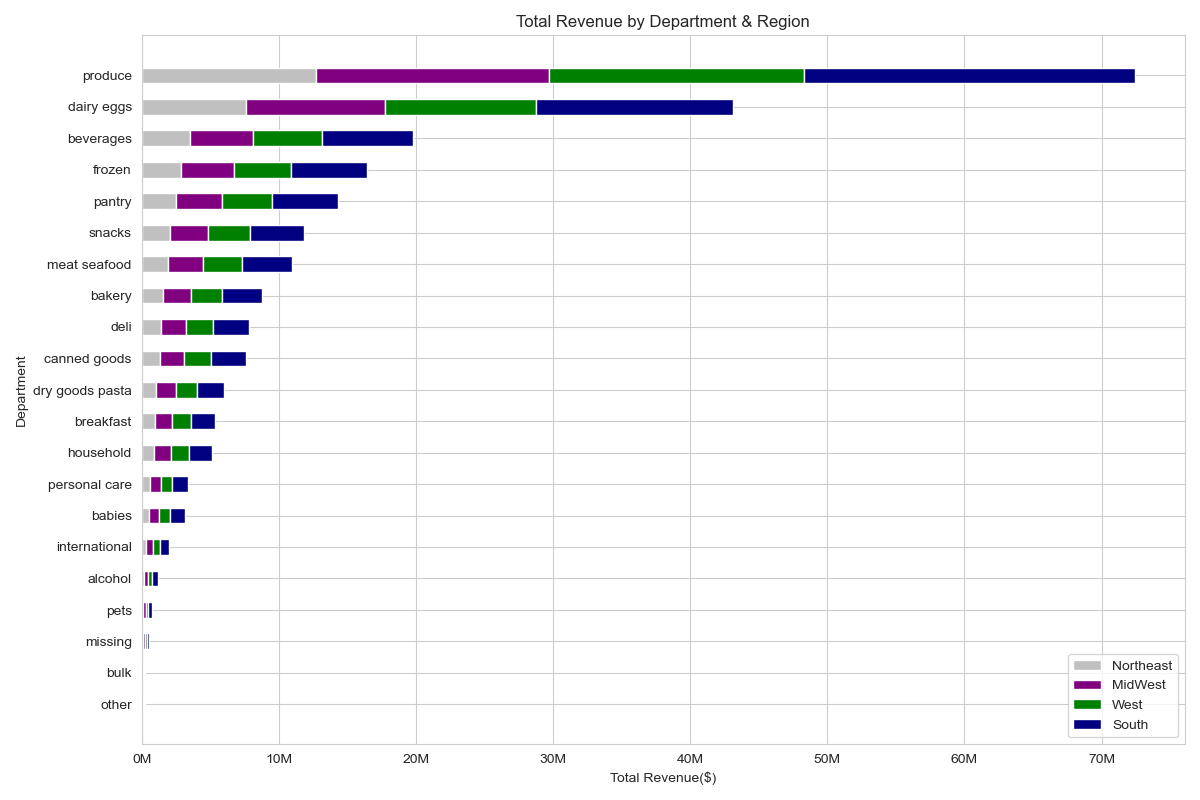 Total Revenue by Department & Region
Department
produce
dairy eggs
beverages
frozen
pantry
snacks
meat seafood
bakery
deli
canned goods
dry goods pasta
breakfast
household
personal care
babies
international
alcohol
pets
missing
bulk
other
Northeast
MidWest
West
South
0M 10M 20M 30M 40M 50M 60M 70M
Total Revenue($)